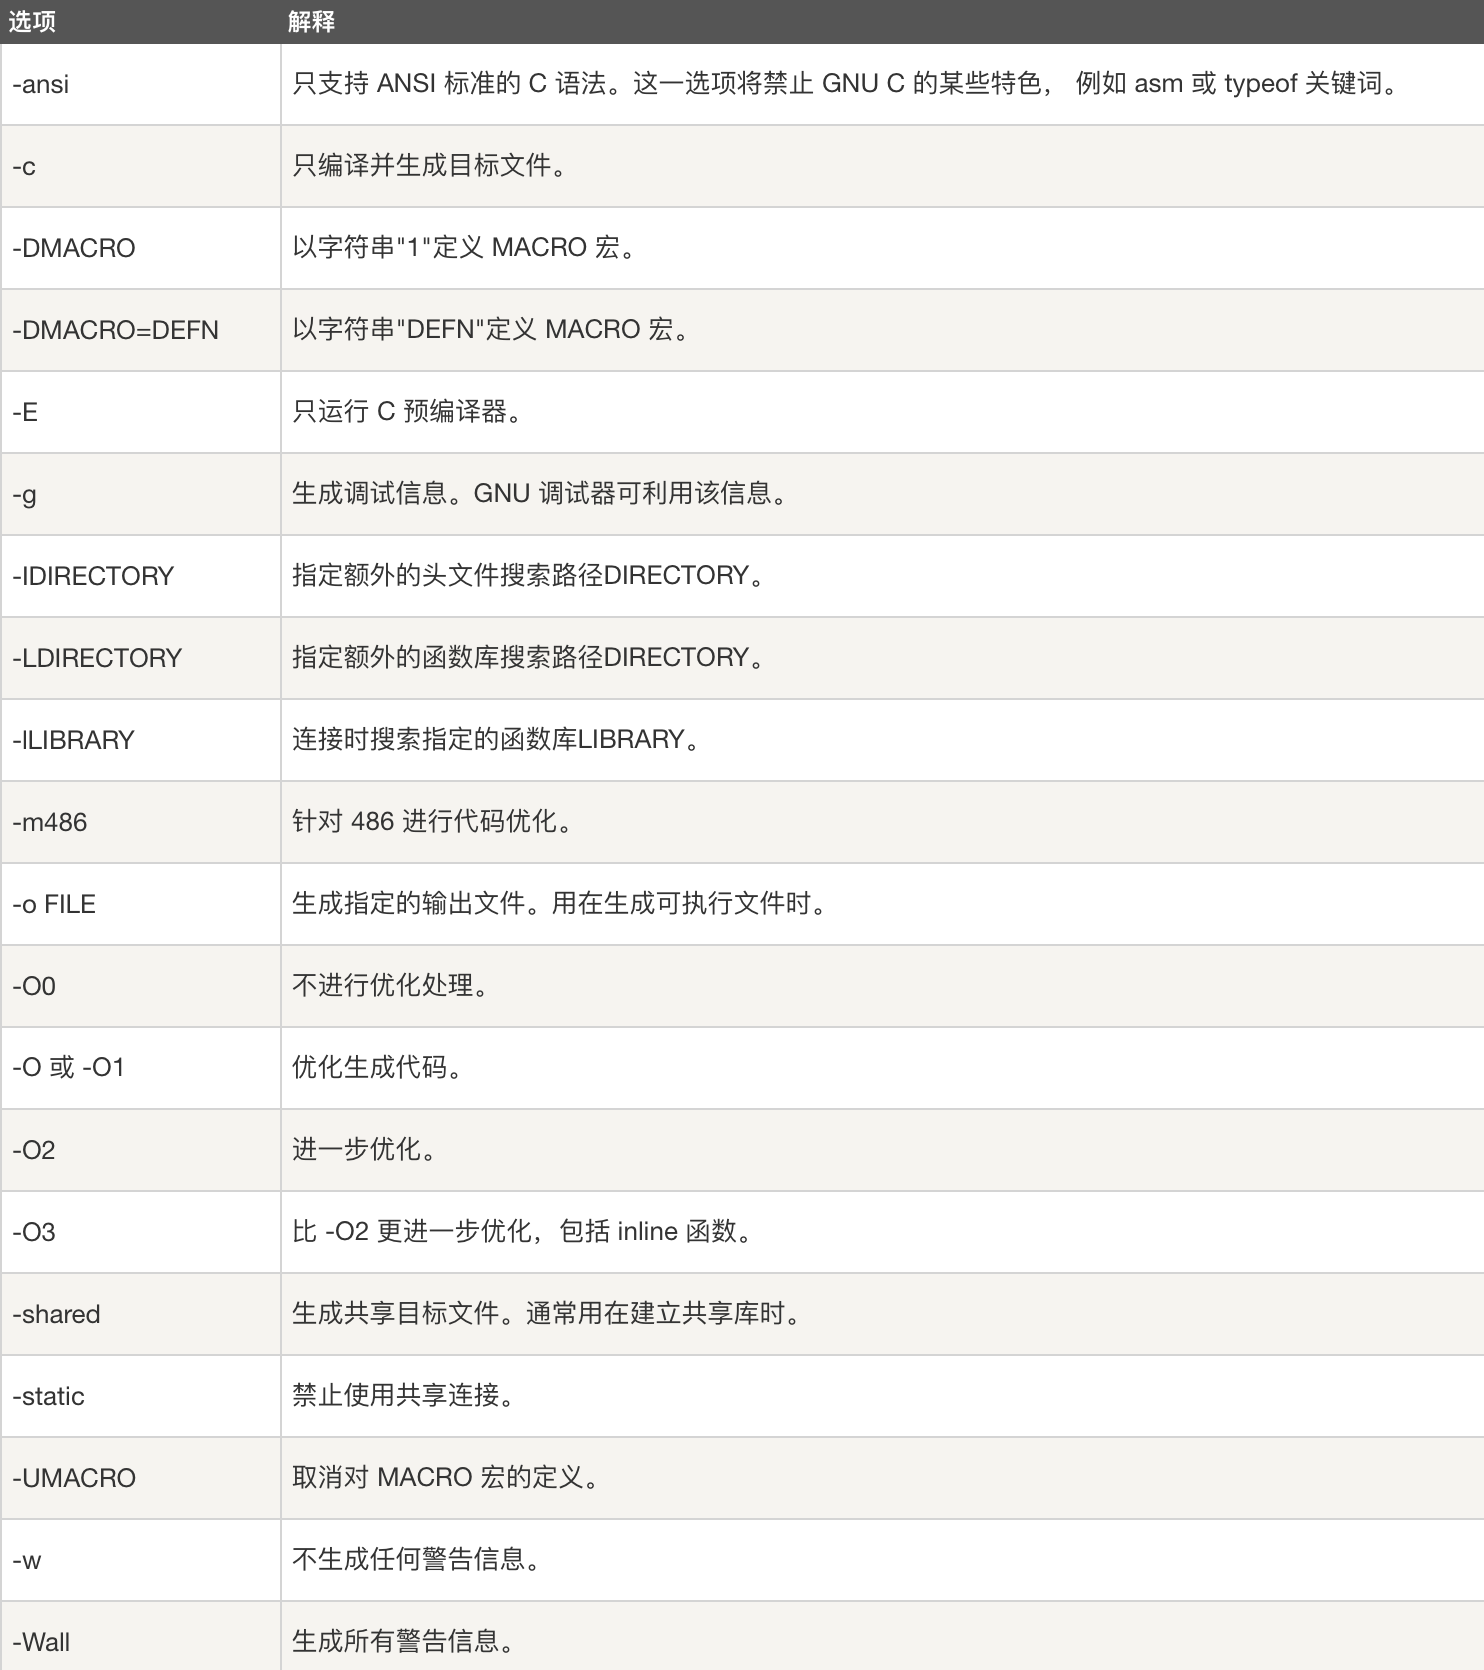 选项 解释
-ansi 只支持 ANSI 标准的 C 语法。这一选项将禁止 GNU C 的某些特色， 例如 asm 或 typeof 关键词。
-c 只编译并生成目标文件。
-DMACRO 以字符串"1"定义 MACRO 宏。
-DMACRO=DEFN 以字符串"DEFN"定义 MACRO 宏。
-E 只运行 C 预编译器。
-g 生成调试信息。GNU 调试器可利用该信息。
-IDIRECTORY 指定额外的头文件搜索路径DIRECTORY。
-LDIRECTORY 指定额外的函数库搜索路径DIRECTORY。
-lLIBRARY 连接时搜索指定的函数库LIBRARY。
-m486 针对 486 进行代码优化。
-o FILE 生成指定的输出文件。用在生成可执行文件时。
-O0 不进行优化处理。
-O 或 -O1 优化生成代码。
-O2 进一步优化。
-O3 比 -O2 更进一步优化，包括 inline 函数。
-shared 生成共享目标文件。通常用在建立共享库时。
-static 禁止使用共享连接。
-UMACRO 取消对 MACRO 宏的定义。
-w 不生成任何警告信息。
-Wall 生成所有警告信息。